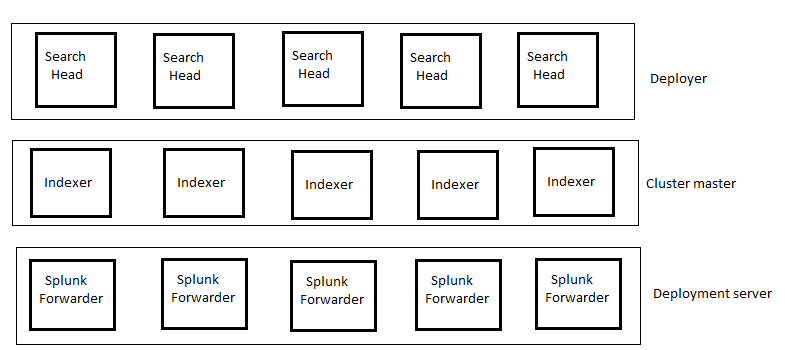 Search
Head
Search
Head
Search
Head
Search
Head
Search
Head
Deployer
Indexer
Indexer
Indexer
Indexer
Indexer
Cluster master
Splunk
Forwarder
Splunk
Forwarder
Splunk
Forwarder
Splunk
Forwarder
Splunk
Forwarder
Deployment server